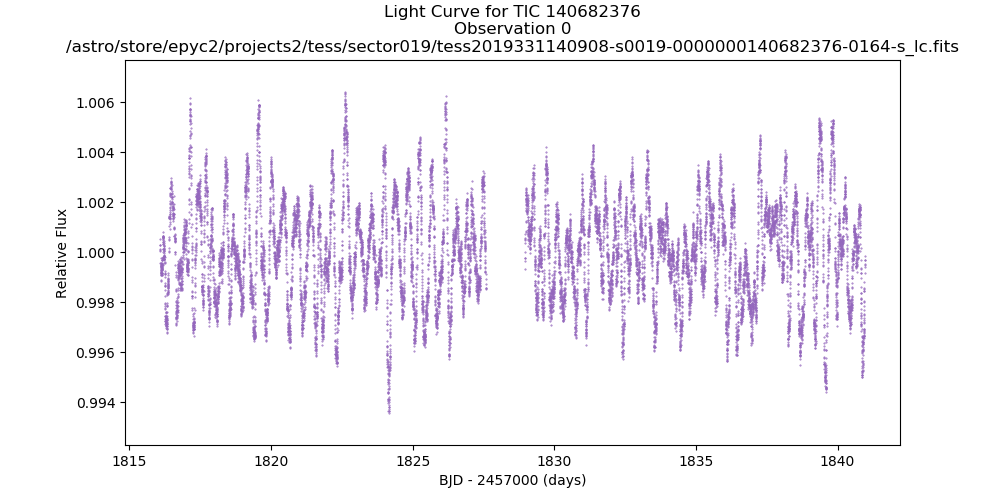 Light Curve for TIC 140682376
Observation 0
/astro/store/epyc2/projects2/tess/sector019/tess2019331140908-s0019-0000000140682376-0164-s_lc.fits
1.006
1.004
1.002
1.000
0.998
0.996
0.994
Relative Flux
1815
1820
1825
1830
1835
1840
BJD - 2457000 (days)